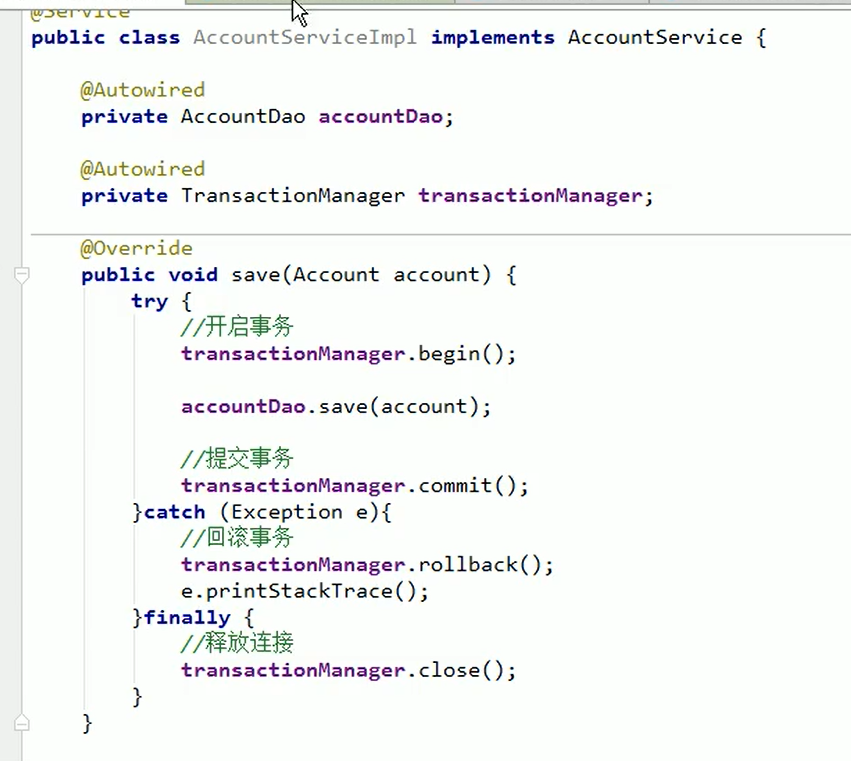 @Service
public class AccountServiceImpl implements AccountService {
@Autowired
private AccountDao accountDao;
@Autowired
private TransactionManager transactionManager;
@Override
public void save(Account account) {
try {
//开启事务
transactionManager.begin();
accountDao.save(account);
//提交事务
transactionManager.commit();
}catch (Exception e){
//回滚事务
transactionManager.rollback();
e.printStackTrace();
}finally {
//释放连接
transactionManager.close();
}
}